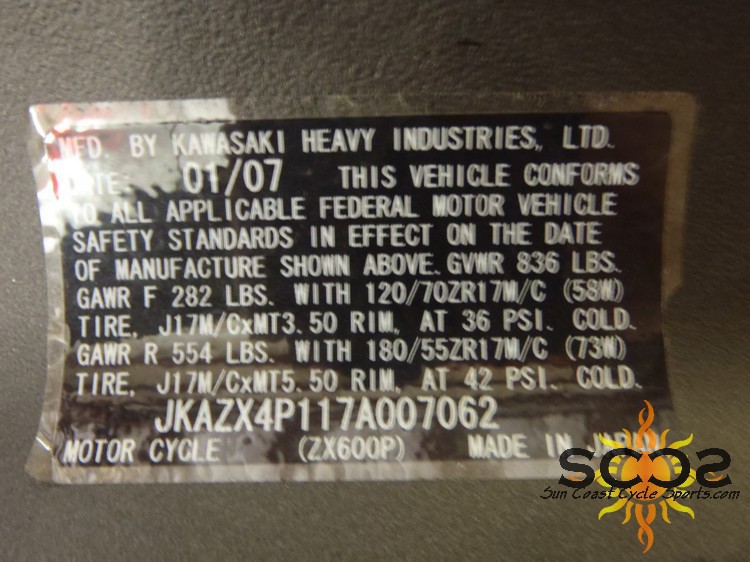 MFD. BY KAWASAKI HEAVY INDUSTRIES, LTD.
DATE: 01/07 THIS VEHICLE CONFORMS
TO ALL APPLICABLE FEDERAL MOTOR VEHICLE
SAFETY STANDARDS IN EFFECT ON THE DATE
OF MANUFACTURE SHOWN ABOVE. GVWR 836 LBS.
GAWR F 282 LBS. WITH 120/70ZR17M/C (58W)
TIRE, J17M/CxMT3.50 RIM, AT 36 PSI. COLD.
GAWR R 554 LBS. WITH 180/55ZR17M/C (73W)
TIRE, J17M/CxMT5.50 RIM, AT 42 PSI. COLD.
JKAZX4P117A007062
MOTOR CYCLE (ZX600P) MADE IN JAPAN
SCCS
Sun Coast Cycle Sports.com